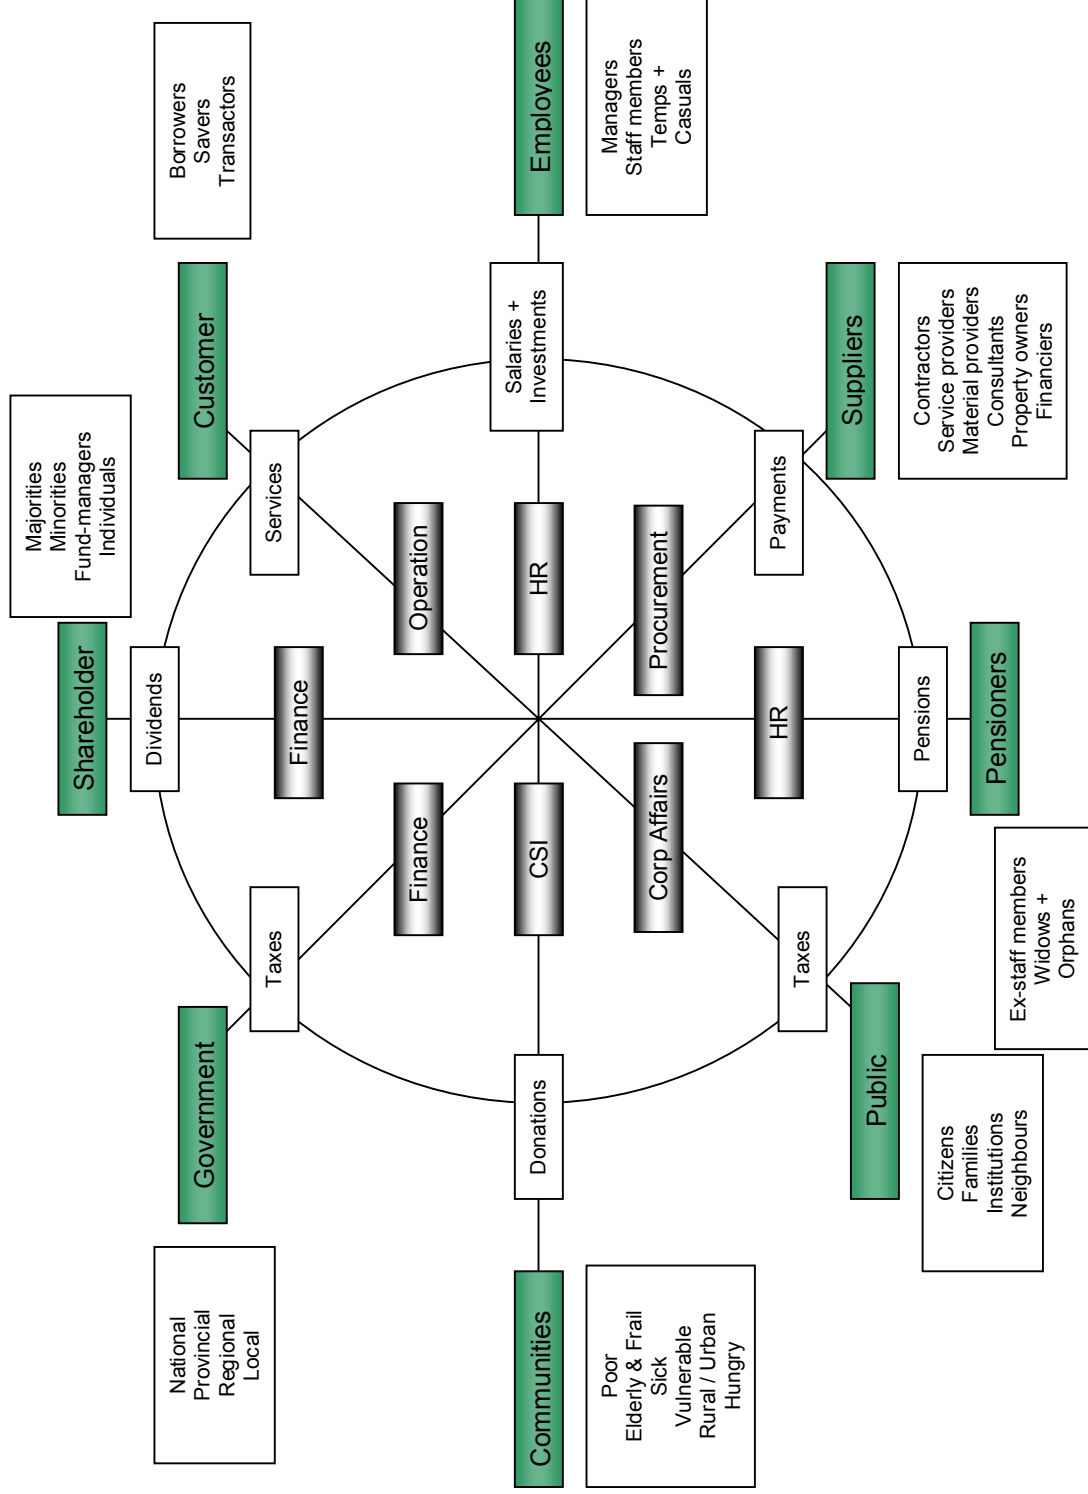 Majorities
Minorities
Fund-managers
Individuals
Shareholder
Dividends
National
Provincial
Regional
Local
Government
Taxes
Finance
Finance
Customer
Services
Operation
Borrowers
Savers
Transactors
Communities
Donations
CSI
HR
Salaries +
Investments
Employees
Poor
Elderly & Frail
Sick
Vulnerable
Rural / Urban
Hungry
Managers
Staff members
Temps +
Casuals
Corp Affairs
Procurement
Taxes
HR
Payments
Public
Suppliers
Citizens
Families
Institutions
Neighbours
Pensions
Pensioners
Contractors
Service providers
Material providers
Consultants
Property owners
Financiers
Ex-staff members
Widows +
Orphans